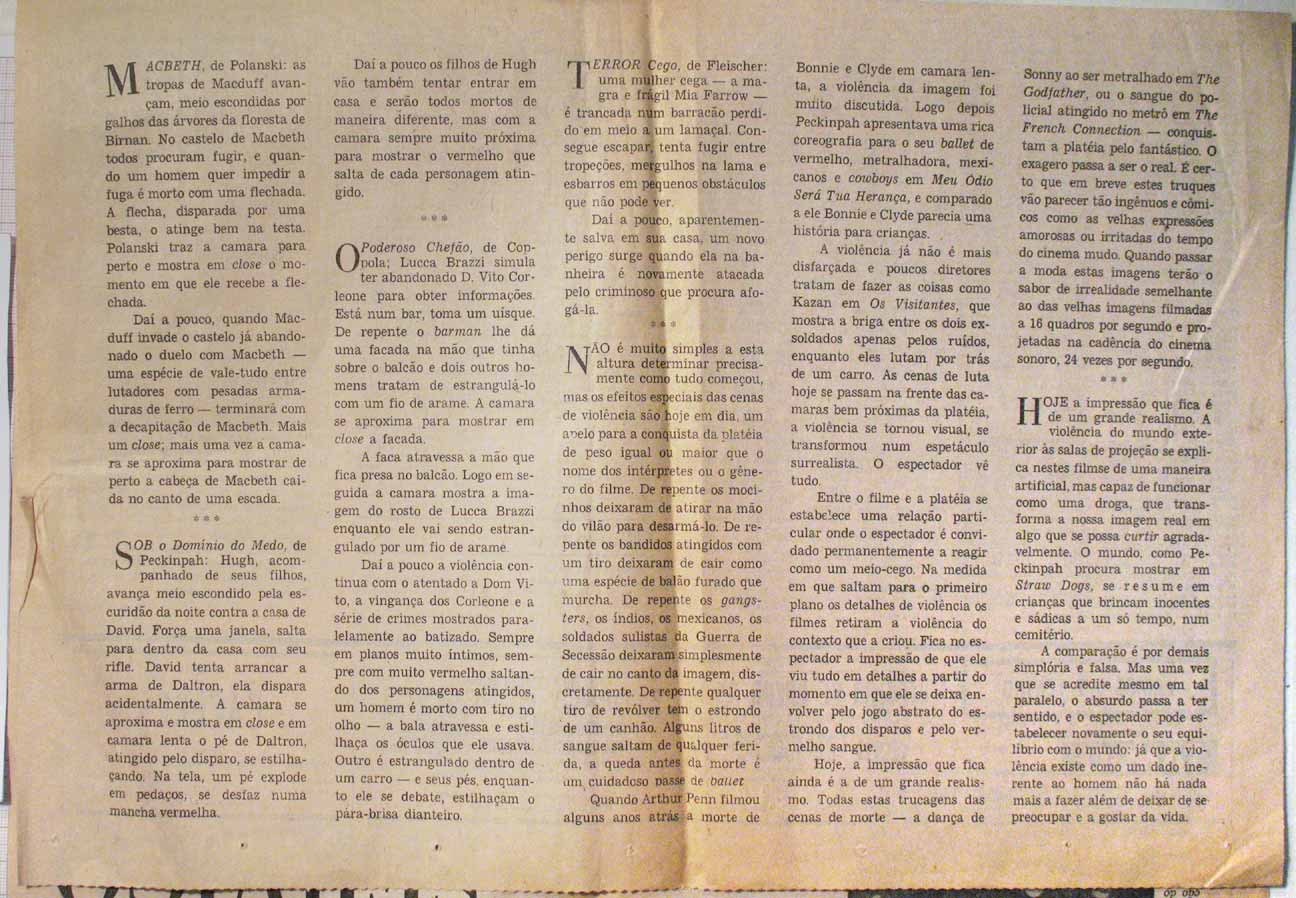 MACBETH, de Polanski: as
tropas de Macduff avan-
çam, meio escondidas por
galhos das árvores da floresta de
Birnan. No castelo de Macbeth
todos procuram fugir, e quan-
do um homem quer impedir a
fuga é morto com uma flechada.
A flecha, disparada por uma
besta, o atinge bem na testa.
Polanski traz a camara para
perto e mostra em close o mo-
mento em que ele recebe a fle-
chada.
Daí a pouco, quando Mac-
duff invade o castelo já abando-
nado o duelo com Macbeth —
uma espécie de vale-tudo entre
lutadores com pesadas arma-
duras de ferro — terminará com
a decapitação de Macbeth. Mais
um close; mais uma vez a cama-
ra se aproxima para mostrar de
perto a cabeça de Macbeth caí-
da no canto de uma escada.
***
SOB o Domínio do Medo, de
Peckinpah: Hugh, acom-
panhado de seus filhos,
avança meio escondido pela es-
curidão da noite contra a casa de
David. Força uma janela, salta
para dentro da casa com seu
rifle. David tenta arrancar a
arma de Daltron, ela dispara
acidentalmente. A camara se
aproxima e mostra em close e em
camara lenta o pé de Daltron,
atingido pelo disparo, se estilha-
çando. Na tela, um pé explode
em pedaços, se desfaz numa
mancha vermelha.
Daí a pouco os filhos de Hugh
vão também tentar entrar em
casa e serão todos mortos de
maneira diferente, mas com a
camara sempre muito próxima
para mostrar o vermelho que
salta de cada personagem atin-
gido.
***
O Poderoso Chefão, de Cop-
pola; Lucca Brazzi simula
ter abandonado D. Vito Cor-
leone para obter informações.
Está num bar, toma um uísque.
De repente o barman lhe dá
uma facada na mão que tinha
sobre o balcão e dois outros ho-
mens tratam de estrangulá-lo
com um fio de arame. A camara
se aproxima para mostrar em
close a facada.
A faca atravessa a mão que
fica presa no balcão. Logo em se-
guida a camara mostra a ima-
gem do rosto de Lucca Brazzi
enquanto ele vai sendo estran-
gulado por um fio de arame.
Daí a pouco a violência con-
tinua com o atentado a Dom Vi-
to, a vingança dos Corleone e a
série de crimes mostrados para-
lelamente ao batizado. Sempre
em planos muito íntimos, sem-
pre com muito vermelho saltan-
do dos personagens atingidos,
um homem é morto com tiro no
olho — a bala atravessa e esti-
lhaça os óculos que ele usava.
Outro é estrangulado dentro de
um carro — e seus pés, enquan-
to ele se debate, estilhaçam o
pára-brisa dianteiro.
TERROR Cego, de Fleischer:
uma mulher cega — a ma-
gra e frágil Mia Farrow —
é trancada num barracão perdi-
do em meio a um lamaçal. Con-
segue escapar, tenta fugir entre
tropeções, mergulhos na lama e
esbarros em pequenos obstáculos
que não pode ver.
Daí a pouco, aparentemen-
te salva em sua casa, um novo
perigo surge quando ela na ba-
nheira é novamente atacada
pelo criminoso que procura afo-
gá-la.
***
NÃO é muito simples a esta
altura determinar precisa-
mente como tudo começou,
mas os efeitos especiais das cenas
de violência são hoje em dia, um
apelo para a conquista da platéia
de peso igual ou maior que o
nome dos intérpretes ou o gêne-
ro do filme. De repente os moci-
nhos deixaram de atirar na mão
do vilão para desarmá-lo. De re-
pente os bandidos atingidos com
um tiro deixaram de cair como
uma espécie de balão furado que
murcha. De repente os gangs-
ters, os índios, os mexicanos, os
soldados sulistas da Guerra de
Secessão deixaram simplesmente
de cair no canto da imagem, dis-
cretamente. De repente qualquer
tiro de revólver tem o estrondo
de um canhão. Alguns litros de
sangue saltam de qualquer feri-
da, a queda antes da morte é
um cuidadoso passe de ballet
Quando Arthur Penn filmou
alguns anos atrás a morte de
Bonnie e Clyde em camara len-
ta, a violência da imagem foi
muito discutida. Logo depois
Peckinpah apresentava uma rica
coreografia para o seu ballet de
vermelho, metralhadora, mexi-
canos e cowboys em Meu Ódio
Será Tua Herança, e comparado
a ele Bonnie e Clyde parecia uma
história para crianças.
A violência já não é mais
disfarçada e poucos diretores
tratam de fazer as coisas como
Kazan em Os Visitantes, que
mostra a briga entre os dois ex-
soldados apenas pelos ruídos,
enquanto eles lutam por trás
de um carro. As cenas de luta
hoje se passam na frente das ca-
maras bem próximas da platéia,
a violência se tornou visual, se
transformou num espetáculo
surrealista. O espectador vê
tudo.
Entre o filme e a platéia se
estabelece uma relação parti-
cular onde o espectador é convi-
dado permanentemente a reagir
como um meio-cego. Na medida
em que saltam para o primeiro
plano os detalhes de violência os
filmes retiram a violência do
contexto que a criou. Fica no es-
pectador a impressão de que ele
viu tudo em detalhes a partir do
momento em que ele se deixa en-
volver pelo jogo abstrato do es-
trondo dos disparos e pelo ver-
melho sangue.
Hoje, a impressão que fica
ainda é a de um grande realis-
mo. Todas estas trucagens das
cenas de morte — a dança de
Sonny ao ser metralhado em The
Godfather, ou o sangue do po-
licial atingido no metrô em The
French Connection — conquis-
tam a platéia pelo fantástico. O
exagero passa a ser o real. É cer-
to que em breve estes truques
vão parecer tão ingênuos e cômi-
cos como as velhas expressões
amorosas ou irritadas do tempo
do cinema mudo. Quando passar
a moda estas imagens terão o
sabor de irrealidade semelhante
ao das velhas imagens filmadas
a 16 quadros por segundo e pro-
jetadas na cadência do cinema
sonoro, 24 vezes por segundo.
***
HOJE a impressão que fica é
de um grande realismo. A
violência do mundo exte-
rior às salas de projeção se expli-
ca nestes filmse de uma maneira
artificial, mas capaz de funcionar
como uma droga, que trans-
forma a nossa imagem real em
algo que se possa curtir agrada-
velmente. O mundo, como Pe-
ckinpah procura mostrar em
Straw Dogs, se resume em
crianças que brincam inocentes
e sádicas a um só tempo, num
cemitério.
A comparação é por demais
simplória e falsa. Mas uma vez
que se acredite mesmo em tal
paralelo, o absurdo passa a ter
sentido, e o espectador pode es-
tabelecer novamente o seu equi-
líbrio com o mundo: já que a vio-
lência existe como um dado ine-
rente ao homem não há nada
mais a fazer além de deixar de se
preocupar e a gostar da vida.